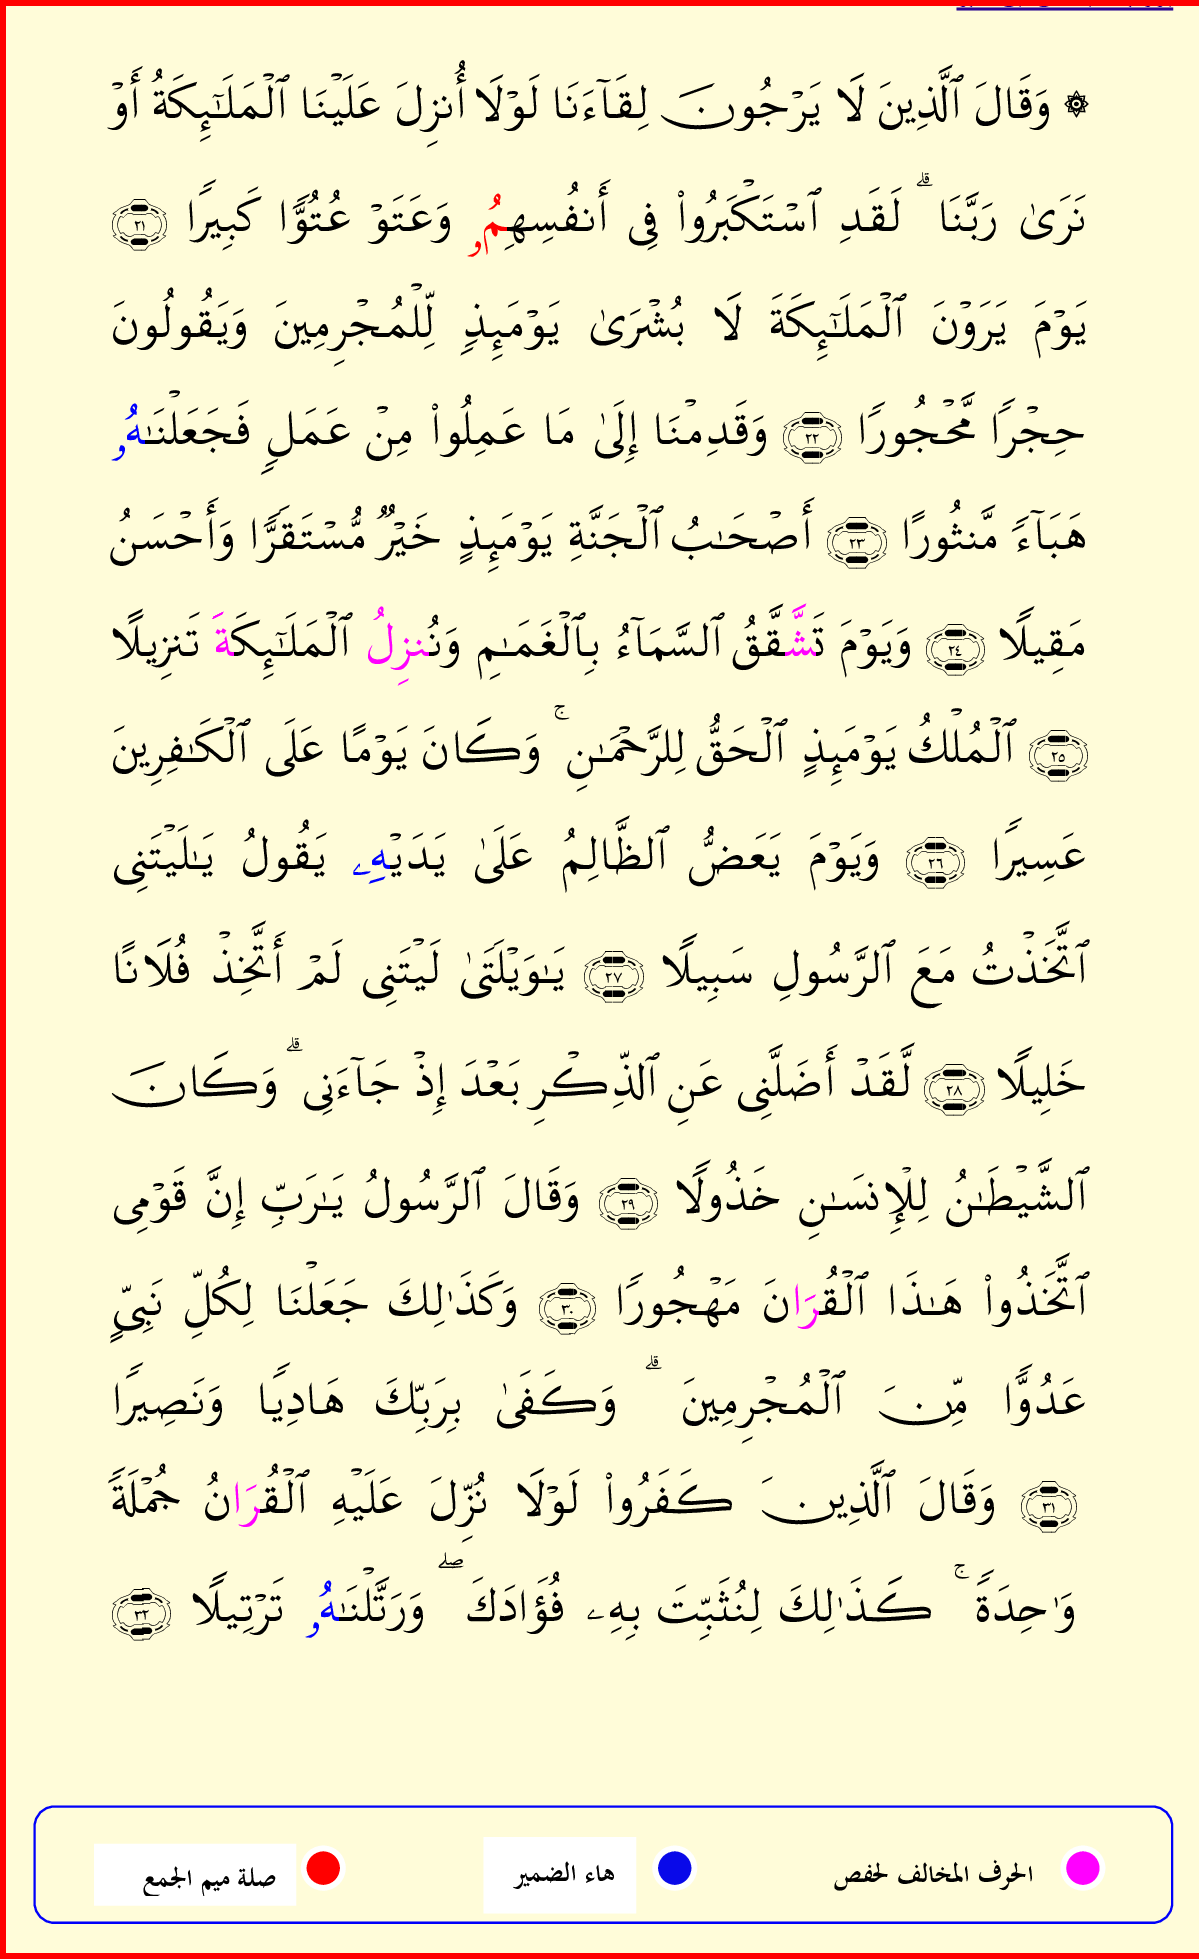 ۞ وَقَالَ ٱلَّذِينَ لَا يَرْجُونَ لِقَآءَنَا لَوْلَا أُنزِلَ عَلَيْنَا ٱلْمَلَـٰٓئِكَةُ أَوْ
نَرَىٰ رَبَّنَا ۗ لَقَدِ ٱسْتَكْبَرُوا۟ فِى أَنفُسِهِمُۥ وَعَتَوْ عُتُوًّا كَبِيرًا ٢١
يَوْمَ يَرَوْنَ ٱلْمَلَـٰٓئِكَةَ لَا بُشْرَىٰ يَوْمَئِذٍ لِّلْمُجْرِمِينَ وَيَقُولُونَ
حِجْرًا مَّحْجُورًا ٢٢ وَقَدِمْنَا إِلَىٰ مَا عَمِلُوا۟ مِنْ عَمَلٍ فَجَعَلْنَـٰهُۥ
هَبَآءً مَّنثُورًا ٢٣ أَصْحَـٰبُ ٱلْجَنَّةِ يَوْمَئِذٍ خَيْرٌ مُّسْتَقَرًّا وَأَحْسَنُ
مَقِيلًا ٢٤ وَيَوْمَ تَشَّقَّقُ ٱلسَّمَآءُ بِٱلْغَمَـٰمِ وَنُنزِلُ ٱلْمَلَـٰٓئِكَةَ تَنزِيلًا
٢٥ ٱلْمُلْكُ يَوْمَئِذٍ ٱلْحَقُّ لِلرَّحْمَـٰنِ ۚ وَكَانَ يَوْمًا عَلَى ٱلْكَـٰفِرِينَ
عَسِيرًا ٢٦ وَيَوْمَ يَعَضُّ ٱلظَّالِمُ عَلَىٰ يَدَيْهِۦ يَقُولُ يَـٰلَيْتَنِى
ٱتَّخَذْتُ مَعَ ٱلرَّسُولِ سَبِيلًا ٢٧ يَـٰوَيْلَتَىٰ لَيْتَنِى لَمْ أَتَّخِذْ فُلَانًا
خَلِيلًا ٢٨ لَّقَدْ أَضَلَّنِى عَنِ ٱلذِّكْرِ بَعْدَ إِذْ جَآءَنِى ۗ وَكَانَ
ٱلشَّيْطَـٰنُ لِلْإِنسَـٰنِ خَذُولًا ٢٩ وَقَالَ ٱلرَّسُولُ يَـٰرَبِّ إِنَّ قَوْمِى
ٱتَّخَذُوا۟ هَـٰذَا ٱلْقُرَانَ مَهْجُورًا ٣٠ وَكَذَٰلِكَ جَعَلْنَا لِكُلِّ نَبِىٍّ
عَدُوًّا مِّنَ ٱلْمُجْرِمِينَ ۗ وَكَفَىٰ بِرَبِّكَ هَادِيًا وَنَصِيرًا
٣١ وَقَالَ ٱلَّذِينَ كَفَرُوا۟ لَوْلَا نُزِّلَ عَلَيْهِ ٱلْقُرَانُ جُمْلَةً
وَٰحِدَةً ۚ كَذَٰلِكَ لِنُثَبِّتَ بِهِۦ فُؤَادَكَ ۖ وَرَتَّلْنَـٰهُۥ تَرْتِيلًا ٣٢
الحرف المخالف لحفص هاء الضمير صلة ميم الجمع